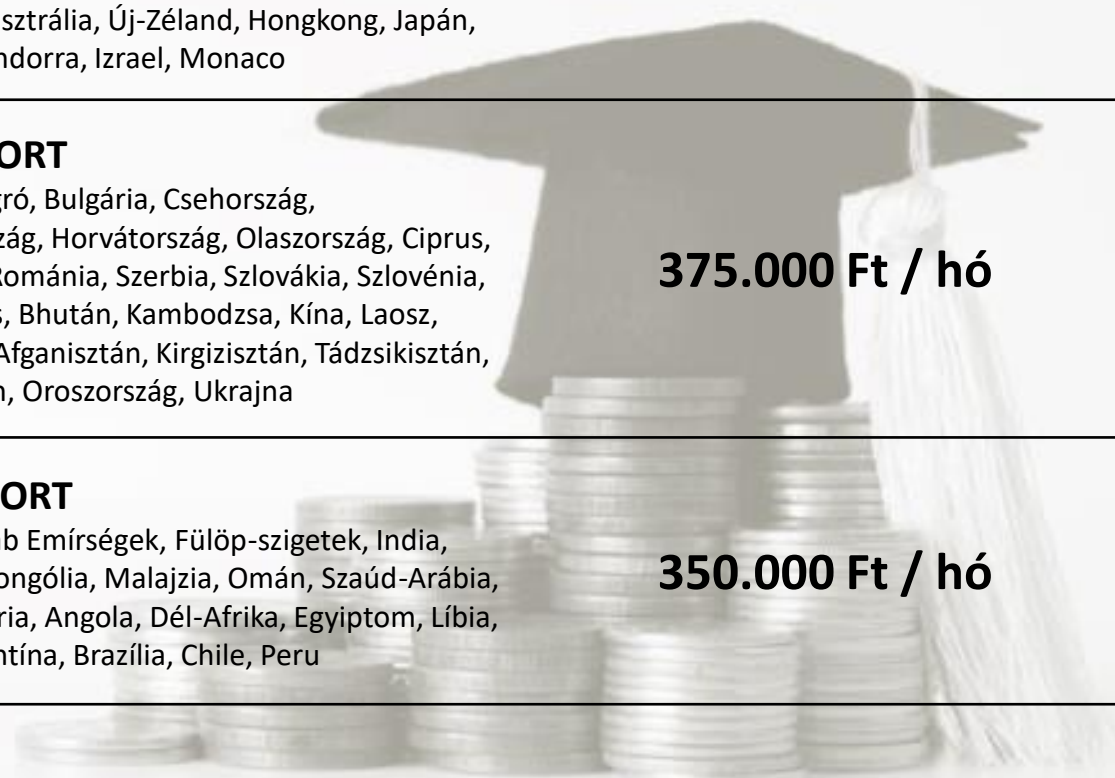 sztrália, Új-Zéland, Hongkong, Japán,
ndorra, Izrael, Monaco
ORT
gró, Bulgária, Csehország,
zág, Horvátország, Olaszország, Ciprus,
Románia, Szerbia, Szlovákia, Szlovénia,
s, Bhután, Kambodzsa, Kína, Laosz,
Afganisztán, Kirgizisztán, Tádzsikisztán,
n, Oroszország, Ukrajna
375.000 Ft / hó
ORT
ab Emírségek, Fülöp-szigetek, India,
ongólia, Malajzia, Omán, Szaúd-Arábia,
ria, Angola, Dél-Afrika, Egyiptom, Líbia,
ntína, Brazília, Chile, Peru
350.000 Ft / hó